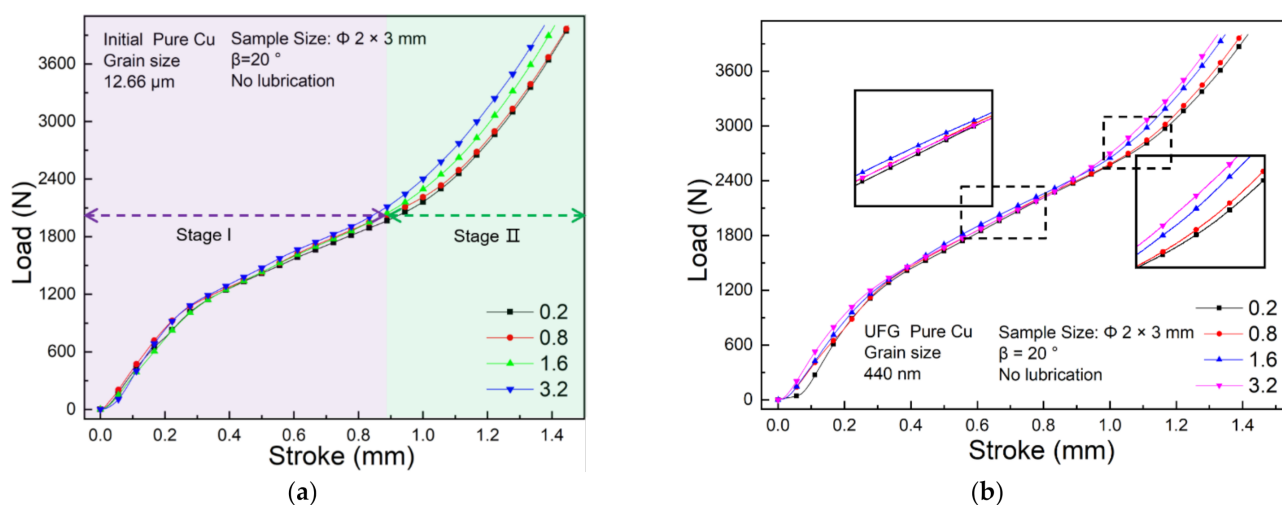 Initial Pure Cu Sample Size: Φ 2 × 3 mm
Grain size β=20 °
12.66 μm No lubrication
Load (N)
3600
3000
2400
1800
1200
600
0
Stage I
Stage II
0.2
0.8
1.6
3.2
0.0 0.2 0.4 0.6 0.8 1.0 1.2 1.4
Stroke (mm)
(a)
Load (N)
3600
3000
2400
1800
1200
600
0
0.2
0.8
1.6
3.2
UFG Pure Cu Sample Size: Φ 2 × 3 mm
Grain size β = 20 °
440 nm No lubrication
0.0 0.2 0.4 0.6 0.8 1.0 1.2 1.4
Stroke (mm)
(b)